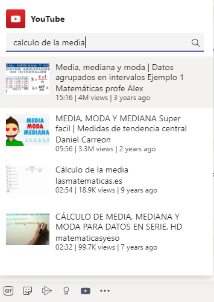 YouTube
calculo de la media
Media, mediana y moda | Datos
agrupados en intervalos Ejemplo 1
Matemáticas profe Alex
15:16 | 4M views | 3 years ago
MEDIA
MODA
MEDIANA
MODA, MEDIA Y MEDIANA Super
facil | Medidas de tendencia central
Daniel Carreon
05:56 | 3.3M views | 2 years ago
Cálculo de la media
lasmatematicas.es
02:54 | 18.9K views | 9 years ago
CÁLCULO DE MEDIA, MEDIANA Y
MODA PARA DATOS EN SERIE. HD
matematicasyeso
02:32 | 99.7K views | 7 years ago
GIF